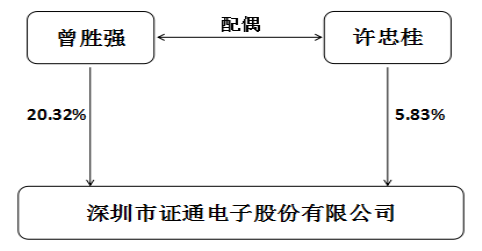 曾胜强
配偶
许忠桂
20.32%
5.83%
深圳市证通电子股份有限公司